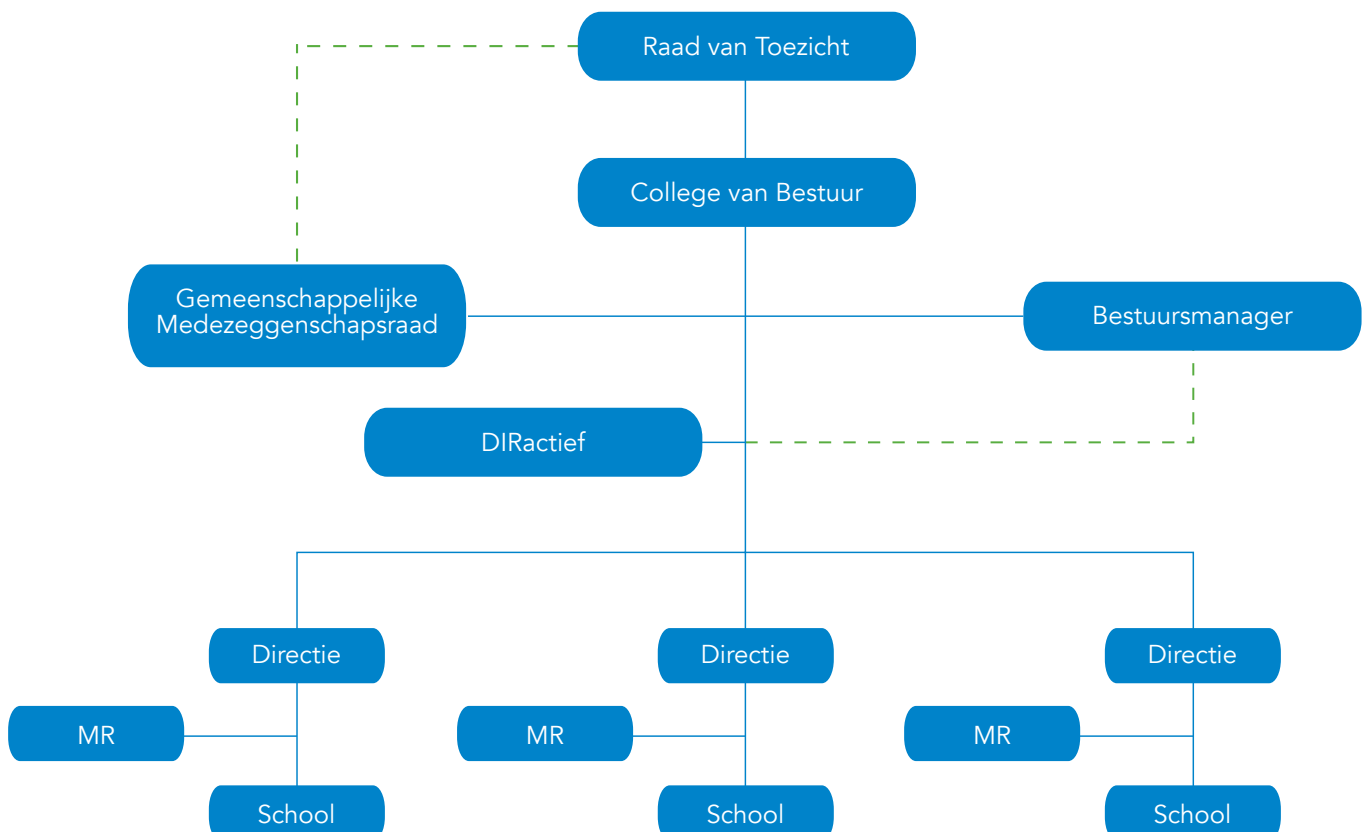 Raad van Toezicht
College van Bestuur
Gemeenschappelijke
Medezeggenschapsraad
Bestuursmanager
DIRactief
Directie
Directie
Directie
MR
MR
MR
School
School
School